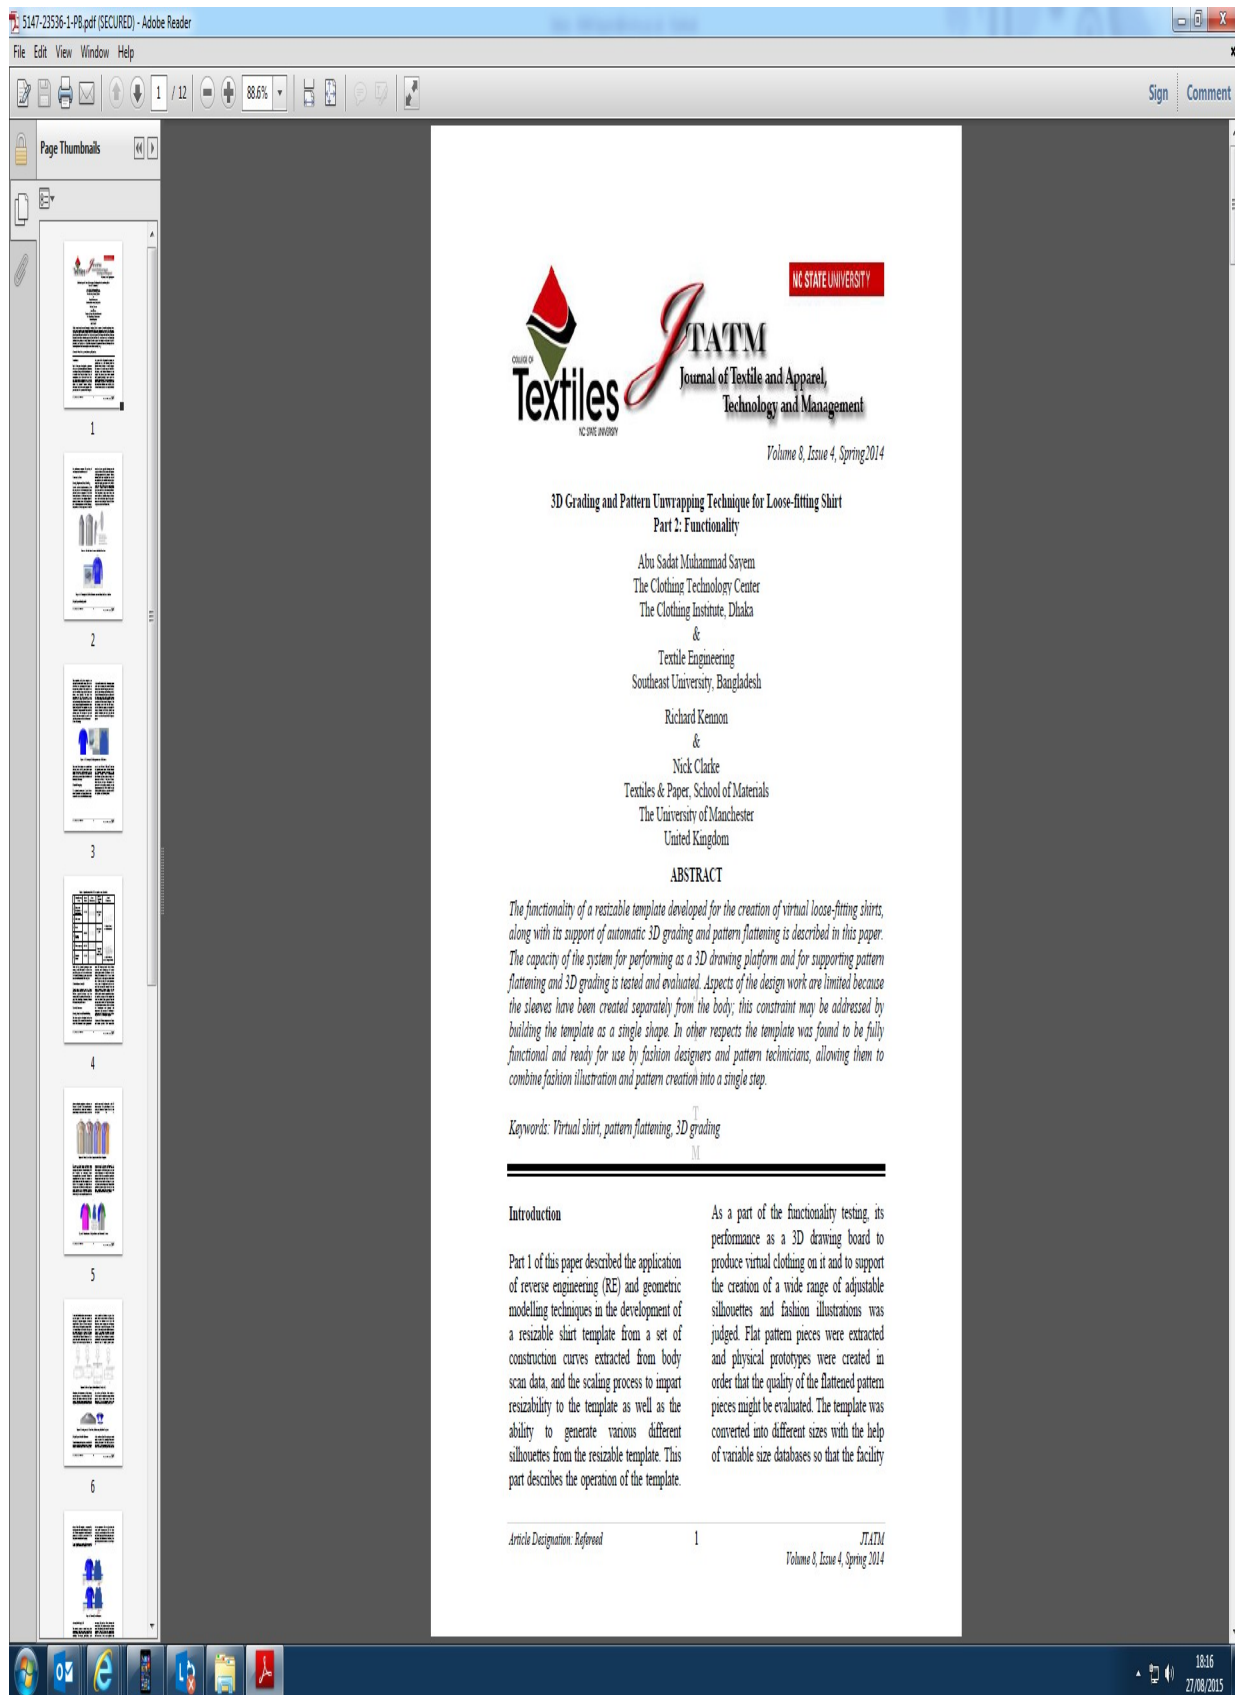 5147-23536-1-PB.pdf (SECURED) - Adobe Reader
File Edit View Window Help
1 / 12 88.6% Sign Comment
Page Thumbnails
1
2
3
4
5
6
NC STATE UNIVERSITY
COLLEGE OF
Textiles
NC STATE UNIVERSITY
JTATM
Journal of Textile and Apparel,
Technology and Management
Volume 8, Issue 4, Spring2014
3D Grading and Pattern Unwrapping Technique for Loose-fitting Shirt
Part 2: Functionality
Abu Sadat Muhammad Sayem
The Clothing Technology Center
The Clothing Institute, Dhaka
&
Textile Engineering
Southeast University, Bangladesh
Richard Kennon
&
Nick Clarke
Textiles & Paper, School of Materials
The University of Manchester
United Kingdom
ABSTRACT
The functionality of a resizable template developed for the creation of virtual loose-fitting shirts,
along with its support of automatic 3D grading and pattern flattening is described in this paper.
The capacity of the system for performing as a 3D drawing platform and for supporting pattern
flattening and 3D grading is tested and evaluated. Aspects of the design work are limited because
the sleeves have been created separately from the body; this constraint may be addressed by
building the template as a single shape. In other respects the template was found to be fully
functional and ready for use by fashion designers and pattern technicians, allowing them to
combine fashion illustration and pattern creation into a single step.
T
Keywords: Virtual shirt, pattern flattening, 3D grading
M
Introduction
Part 1 of this paper described the application
of reverse engineering (RE) and geometric
modelling techniques in the development of
a resizable shirt template from a set of
construction curves extracted from body
scan data, and the scaling process to impart
resizability to the template as well as the
ability to generate various different
silhouettes from the resizable template. This
part describes the operation of the template.
As a part of the functionality testing, its
performance as a 3D drawing board to
produce virtual clothing on it and to support
the creation of a wide range of adjustable
silhouettes and fashion illustrations was
judged. Flat pattern pieces were extracted
and physical prototypes were created in
order that the quality of the flattened pattern
pieces might be evaluated. The template was
converted into different sizes with the help
of variable size databases so that the facility
Article Designation: Refereed 1 JTATM
Volume 8, Issue 4, Spring 2014
18:16
27/08/2015